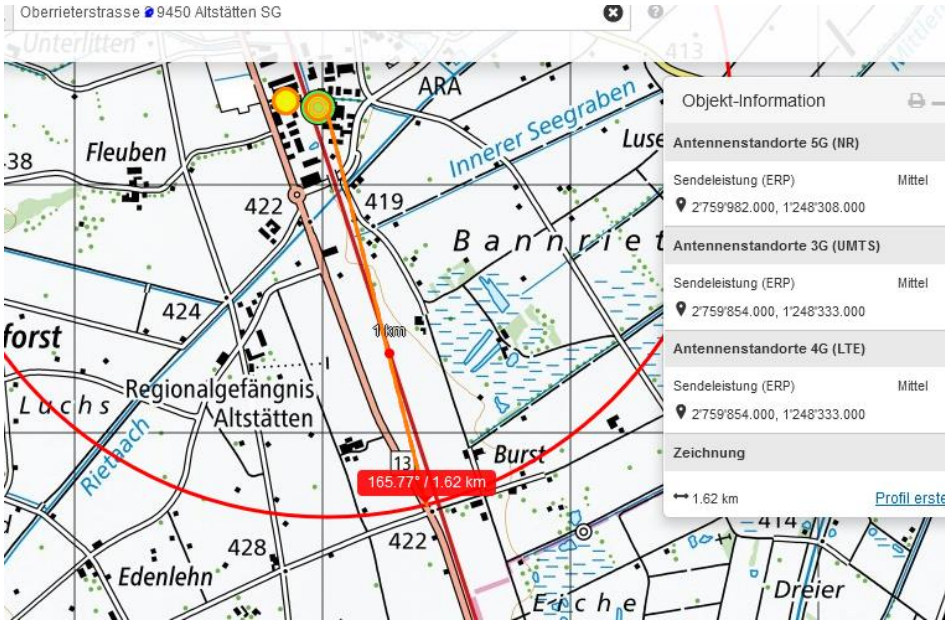 Oberrieterstrasse 9450 Altstätten SG
Unterlitten
413
ARA
Objekt-Information
Innerer Seegraben
Antennenstandorte 5G (NR)
Fleuben
38
Sendeleistung (ERP) Mittel
422
419
2'759'982.000, 1'248'308.000
Bannriet
Antennenstandorte 3G (UMTS)
Sendeleistung (ERP) Mittel
424
2'759'854.000, 1'248'333.000
1 km
forst
Antennenstandorte 4G (LTE)
Regionalgefängnis
Altstätten
Sendeleistung (ERP) Mittel
Luchs
2'759'854.000, 1'248'333.000
Rietaach
13
Burst
Zeichnung
165.77° / 1.62 km
1.62 km Profil erste
414
422
428
Edenlehn
Eiche
Dreier